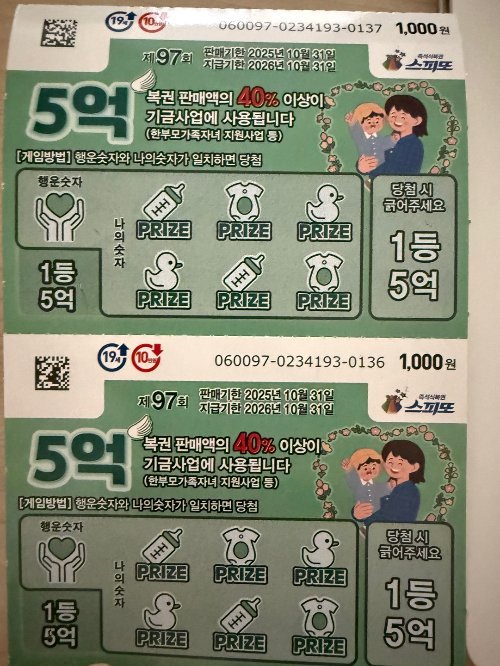 19세 10만원 060097-0234193-0137 1,000원
제97회 판매기한 2025년 10월 31일
지급기한 2026년 10월 31일
즉석식복권
스피또
5억
복권 판매액의 40% 이상이
기금사업에 사용됩니다
(한부모가족자녀 지원사업 등)
[게임방법] 행운숫자와 나의숫자가 일치하면 당첨
행운숫자
1등
5억
나의숫자
PRIZE PRIZE PRIZE
PRIZE PRIZE PRIZE
당첨 시
긁어주세요
1등
5억
19세 10만원 060097-0234193-0136 1,000원
제97회 판매기한 2025년 10월 31일
지급기한 2026년 10월 31일
즉석식복권
스피또
5억
복권 판매액의 40% 이상이
기금사업에 사용됩니다
(한부모가족자녀 지원사업 등)
[게임방법] 행운숫자와 나의숫자가 일치하면 당첨
행운숫자
1등
5억
나의숫자
PRIZE PRIZE PRIZE
PRIZE PRIZE PRIZE
당첨 시
긁어주세요
1등
5억